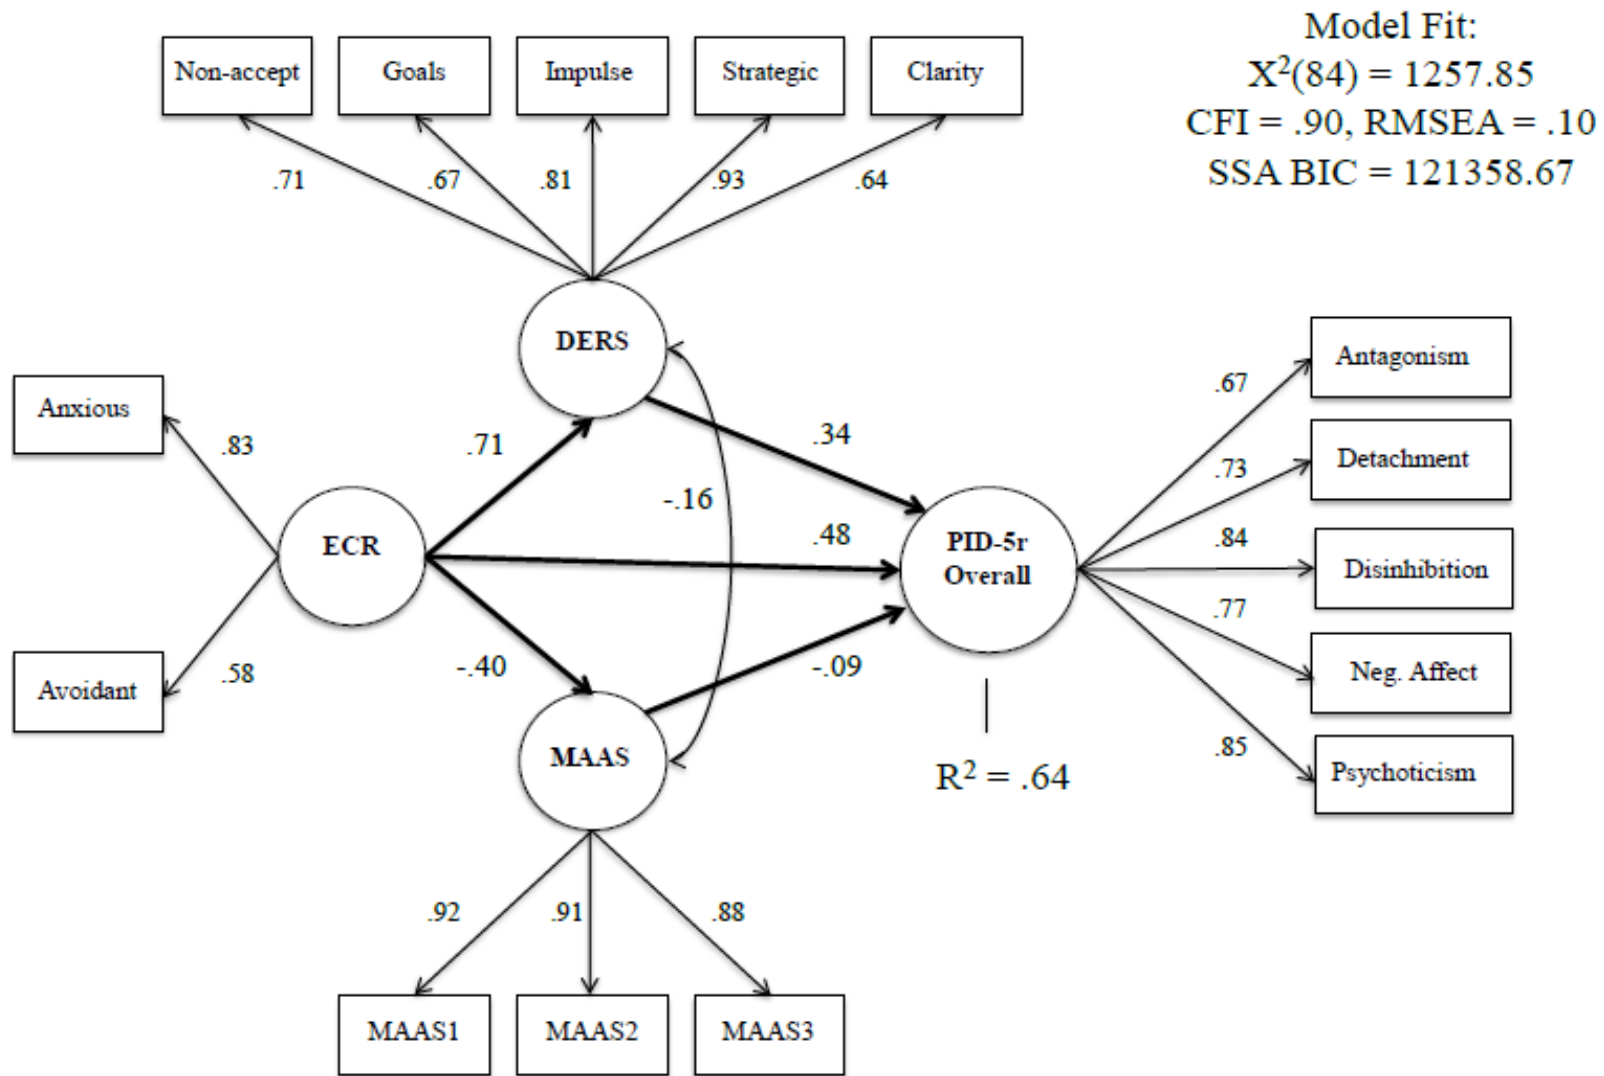 Model Fit:
X²(84) = 1257.85
CFI = .90, RMSEA = .10
SSA BIC = 121358.67
Non-accept
Goals
Impulse
Strategic
Clarity
.71
.67
.81
.93
.64
DERS
Anxious
.83
.71
.34
-.16
.48
ECR
PID-5r
Overall
Avoidant
.58
-.40
-.09
MAAS
R² = .64
.67
Antagonism
.73
Detachment
.84
Disinhibition
.77
Neg. Affect
.85
Psychoticism
.92
.91
.88
MAAS1
MAAS2
MAAS3